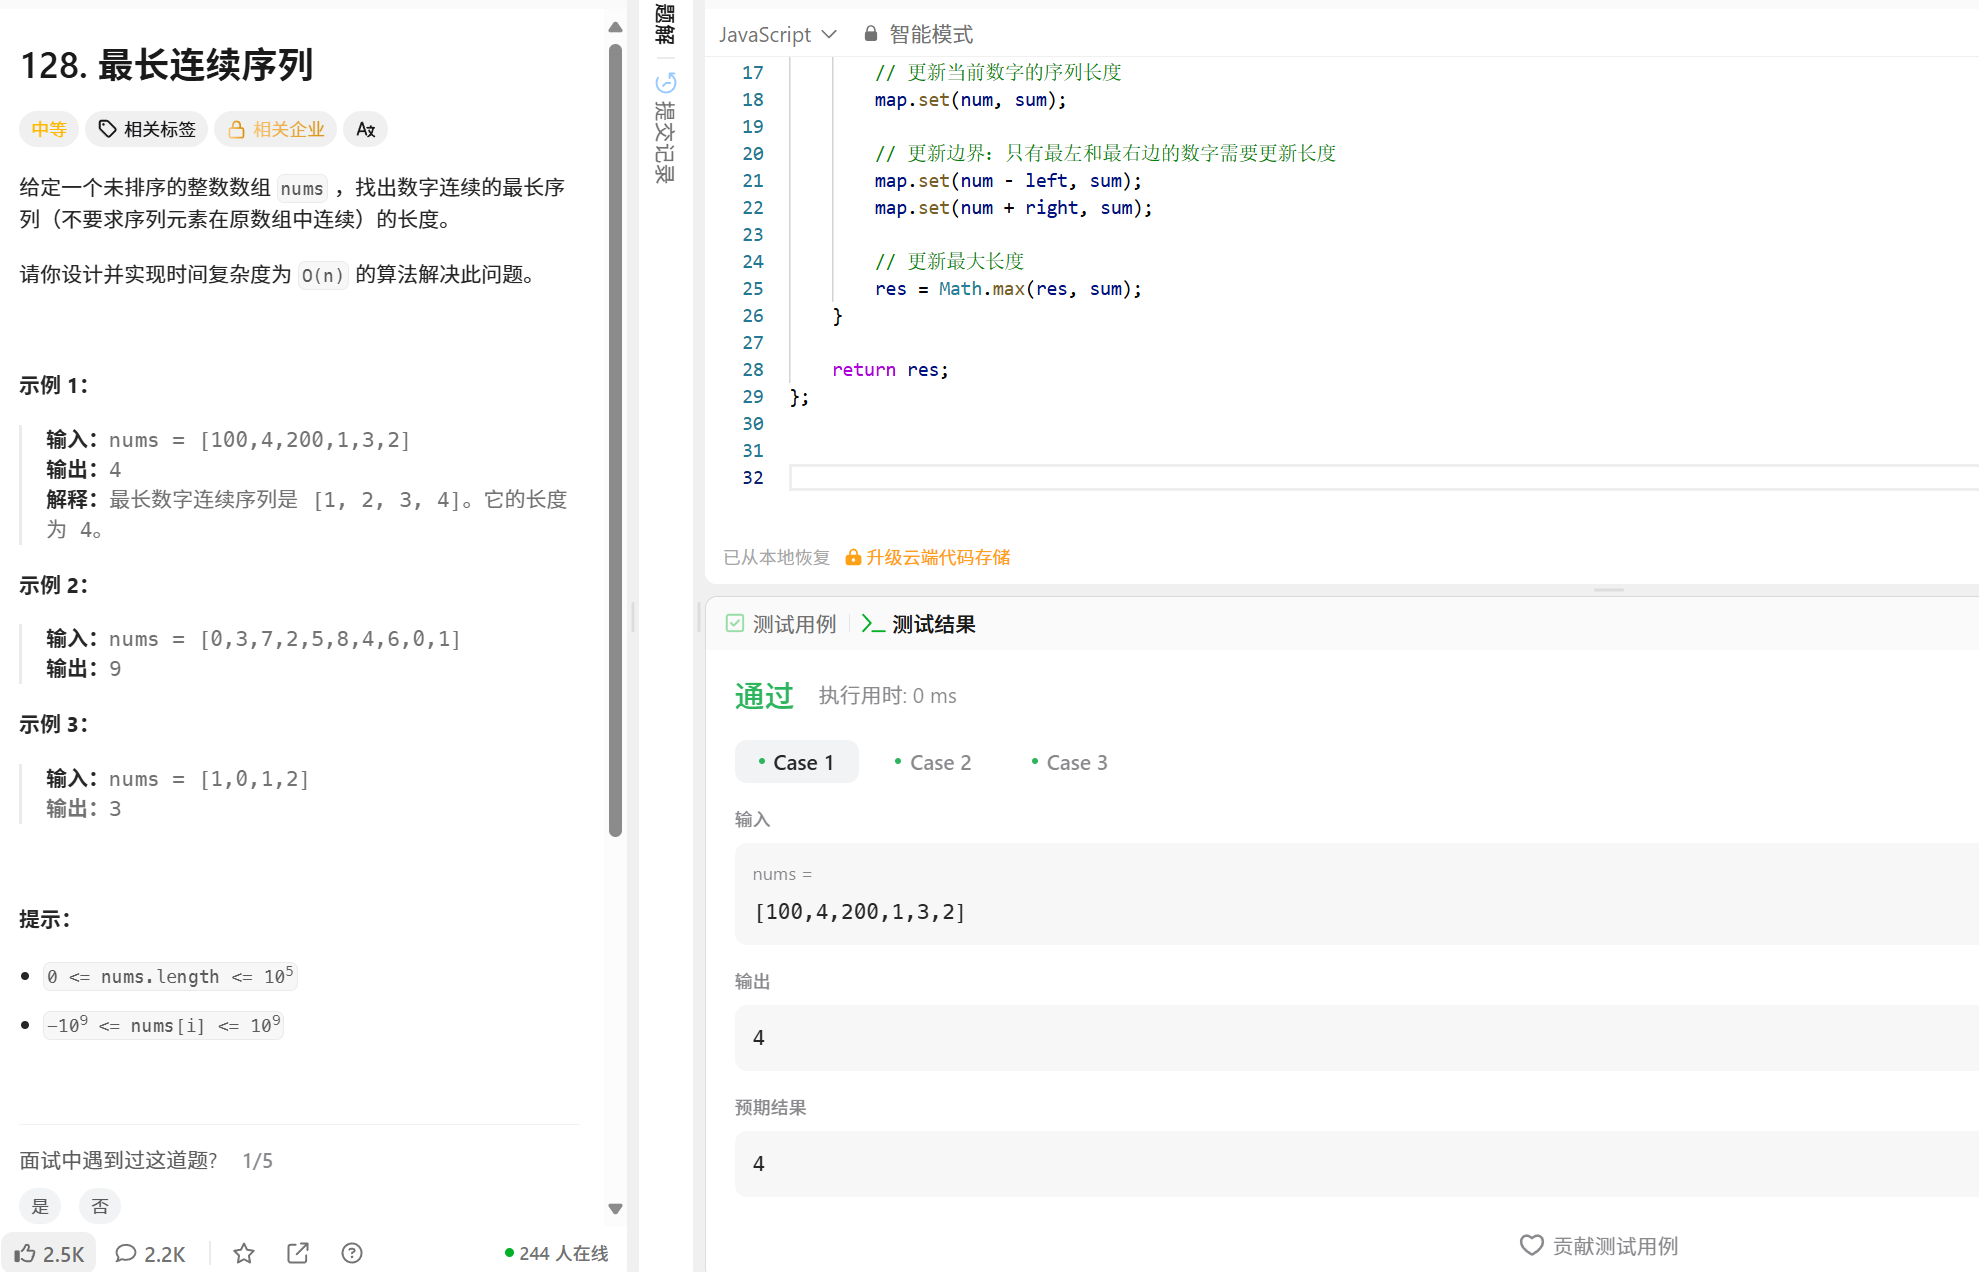 128. 最长连续序列
中等 相关标签 相关企业
给定一个未排序的整数数组 nums ，找出数字连续的最长序
列（不要求序列元素在原数组中连续）的长度。
请你设计并实现时间复杂度为 O(n) 的算法解决此问题。
示例 1：
输入：nums = [100,4,200,1,3,2]
输出：4
解释：最长数字连续序列是 [1, 2, 3, 4]。它的长度
为 4。
示例 2：
输入：nums = [0,3,7,2,5,8,4,6,0,1]
输出：9
示例 3：
输入：nums = [1,0,1,2]
输出：3
提示：
0 <= nums.length <= 10⁵
-10⁹ <= nums[i] <= 10⁹
面试中遇到过这道题? 1/5
是 否
2.5K 2.2K 244 人在线
题解
提交记录
JavaScript 智能模式
17 // 更新当前数字的序列长度
18 map.set(num, sum);
19
20 // 更新边界：只有最左和最右边的数字需要更新长度
21 map.set(num - left, sum);
22 map.set(num + right, sum);
23
24 // 更新最大长度
25 res = Math.max(res, sum);
26 }
27
28 return res;
29 };
30
31
32
已从本地恢复 升级云端代码存储
测试用例 测试结果
通过 执行用时: 0 ms
Case 1 Case 2 Case 3
输入
nums =
[100,4,200,1,3,2]
输出
4
预期结果
4
贡献测试用例